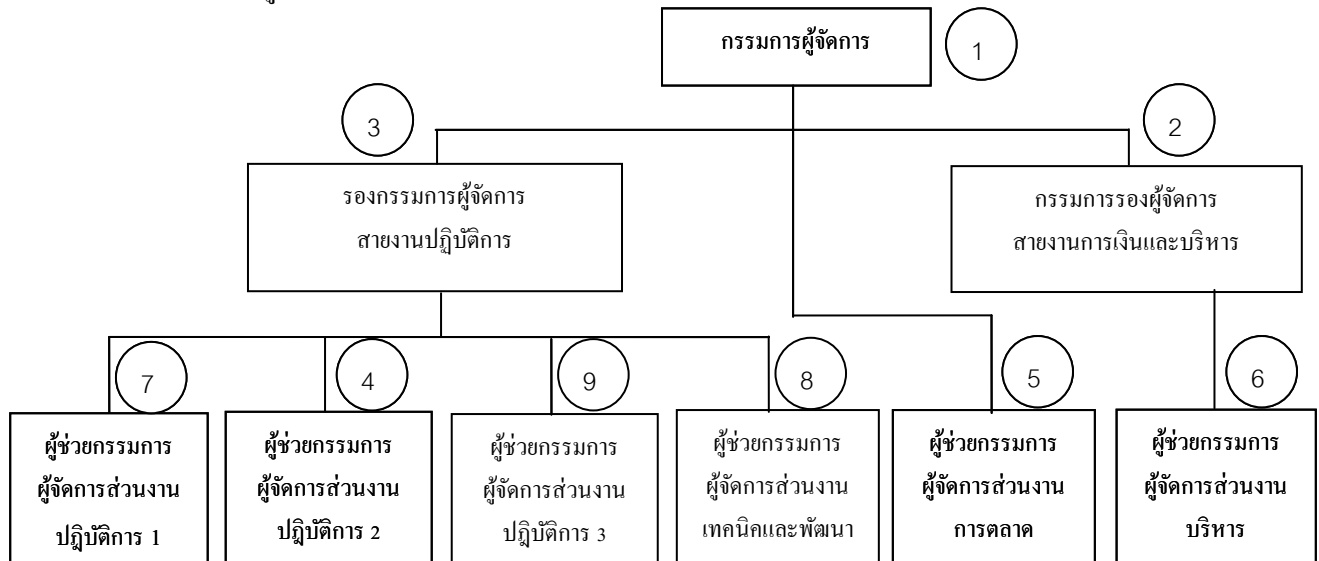 กรรมการผู้จัดการ
1
3
2
รองกรรมการผู้จัดการ
สายงานปฏิบัติการ
กรรมการรองผู้จัดการ
สายงานการเงินและบริหาร
7
4
9
8
5
6
ผู้ช่วยกรรมการ
ผู้จัดการส่วนงาน
ปฎิบัติการ 1
ผู้ช่วยกรรมการ
ผู้จัดการส่วนงาน
ปฎิบัติการ 2
ผู้ช่วยกรรมการ
ผู้จัดการส่วนงาน
ปฎิบัติการ 3
ผู้ช่วยกรรมการ
ผู้จัดการส่วนงาน
เทคนิคและพัฒนา
ผู้ช่วยกรรมการ
ผู้จัดการส่วนงาน
การตลาด
ผู้ช่วยกรรมการ
ผู้จัดการส่วนงาน
บริหาร